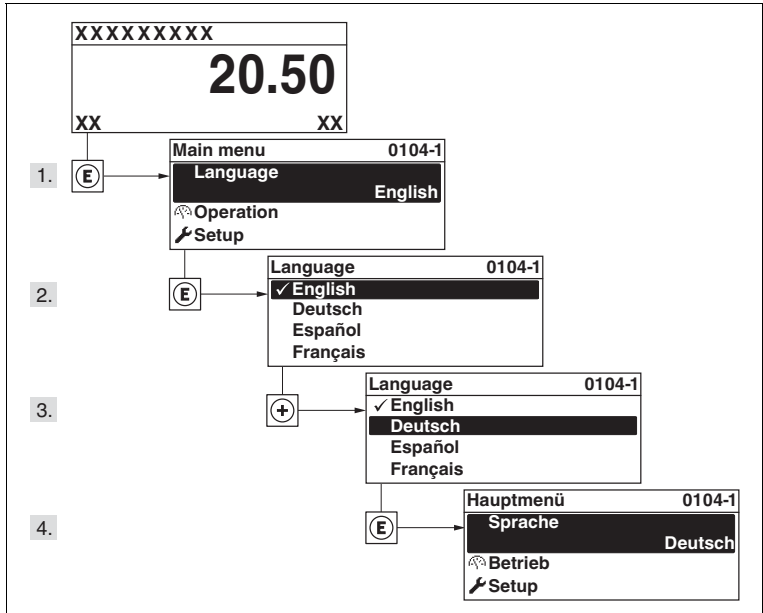 XXXXXXXXX
20.50
XX XX
Main menu 0104-1
1. E Language
English
Operation
Setup
Language 0104-1
2. E ✓ English
Deutsch
Español
Français
Language 0104-1
3. + ✓ English
Deutsch
Español
Français
Hauptmenü 0104-1
4. E Sprache
Deutsch
Betrieb
Setup